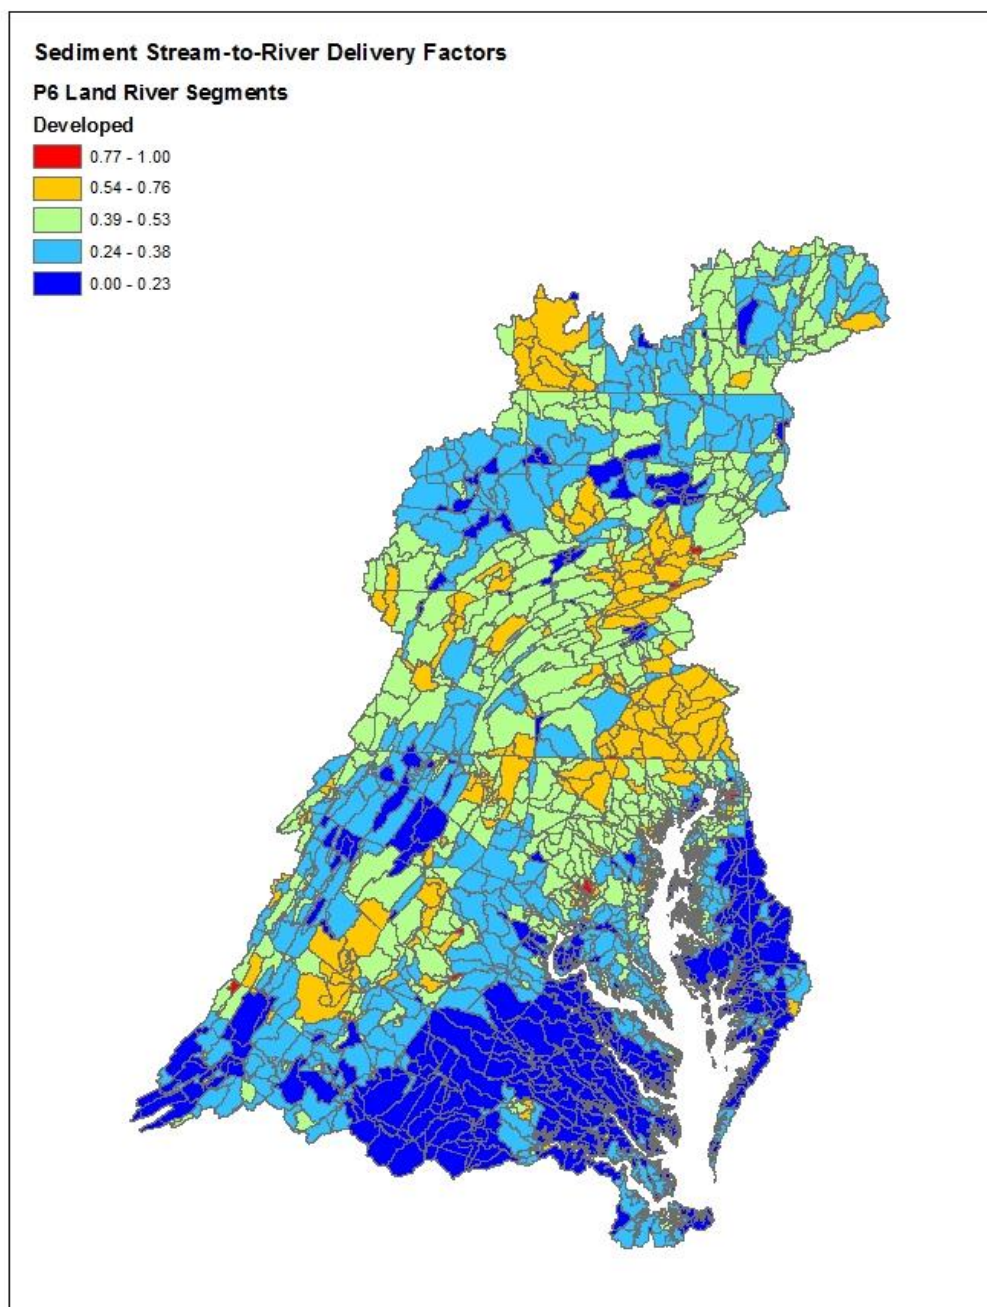 Sediment Stream-to-River Delivery Factors
P6 Land River Segments
Developed
0.77 - 1.00
0.54 - 0.76
0.39 - 0.53
0.24 - 0.38
0.00 - 0.23